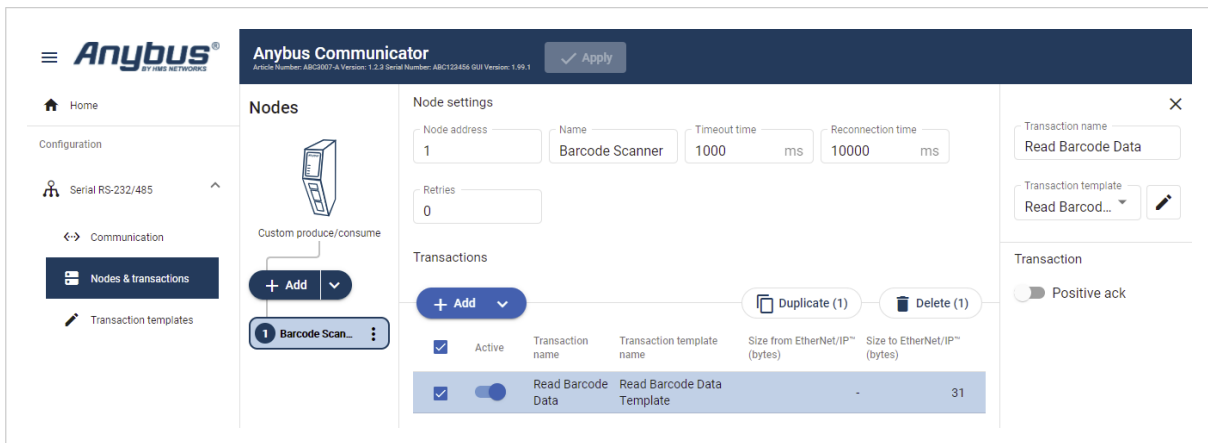 Anybus®
BY HMS NETWORKS
Anybus Communicator
Article Number: ABC3007-A Version: 1.2.3 Serial Number: ABC123456 GUI Version: 1.99.1
Apply
Home
Configuration
Serial RS-232/485
Communication
Nodes & transactions
Transaction templates
Nodes
Custom produce/consume
Add
1 Barcode Scan...
Node settings
Node address
1
Name
Barcode Scanner
Timeout time
1000 ms
Reconnection time
10000 ms
Retries
0
Transactions
Add
Duplicate (1)
Delete (1)
Active
Transaction name
Transaction template name
Size from EtherNet/IP™ (bytes)
Size to EtherNet/IP™ (bytes)
Read Barcode Data
Read Barcode Data Template
-
31
Transaction name
Read Barcode Data
Transaction template
Read Barcod...
Transaction
Positive ack